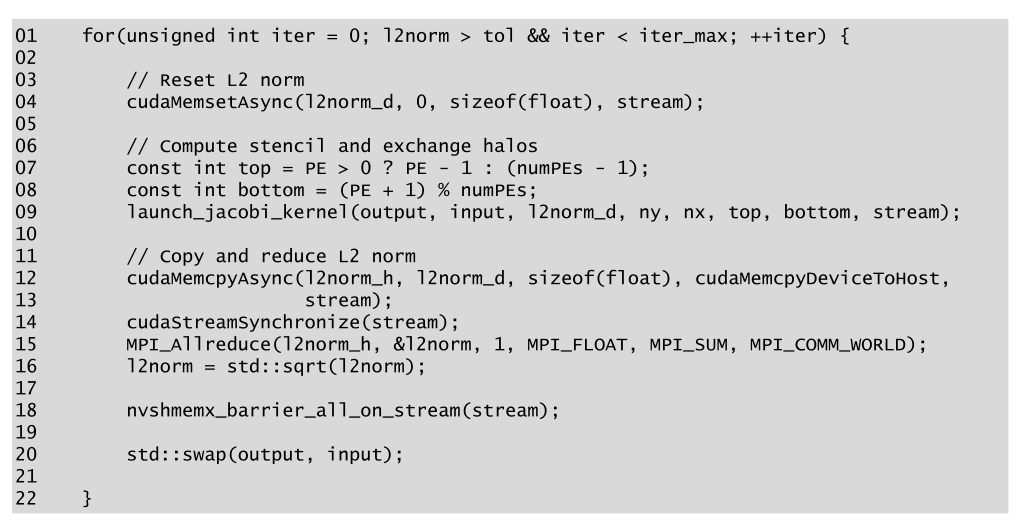 01 for(unsigned int iter = 0; l2norm > tol && iter < iter_max; ++iter) {
02
03 // Reset L2 norm
04 cudaMemsetAsync(l2norm_d, 0, sizeof(float), stream);
05
06 // Compute stencil and exchange halos
07 const int top = PE > 0 ? PE - 1 : (numPEs - 1);
08 const int bottom = (PE + 1) % numPEs;
09 launch_jacobi_kernel(output, input, l2norm_d, ny, nx, top, bottom, stream);
10
11 // Copy and reduce L2 norm
12 cudaMemcpyAsync(l2norm_h, l2norm_d, sizeof(float), cudaMemcpyDeviceToHost,
13 stream);
14 cudaStreamSynchronize(stream);
15 MPI_Allreduce(l2norm_h, &l2norm, 1, MPI_FLOAT, MPI_SUM, MPI_COMM_WORLD);
16 l2norm = std::sqrt(l2norm);
17
18 nvshmemx_barrier_all_on_stream(stream);
19
20 std::swap(output, input);
21
22 }